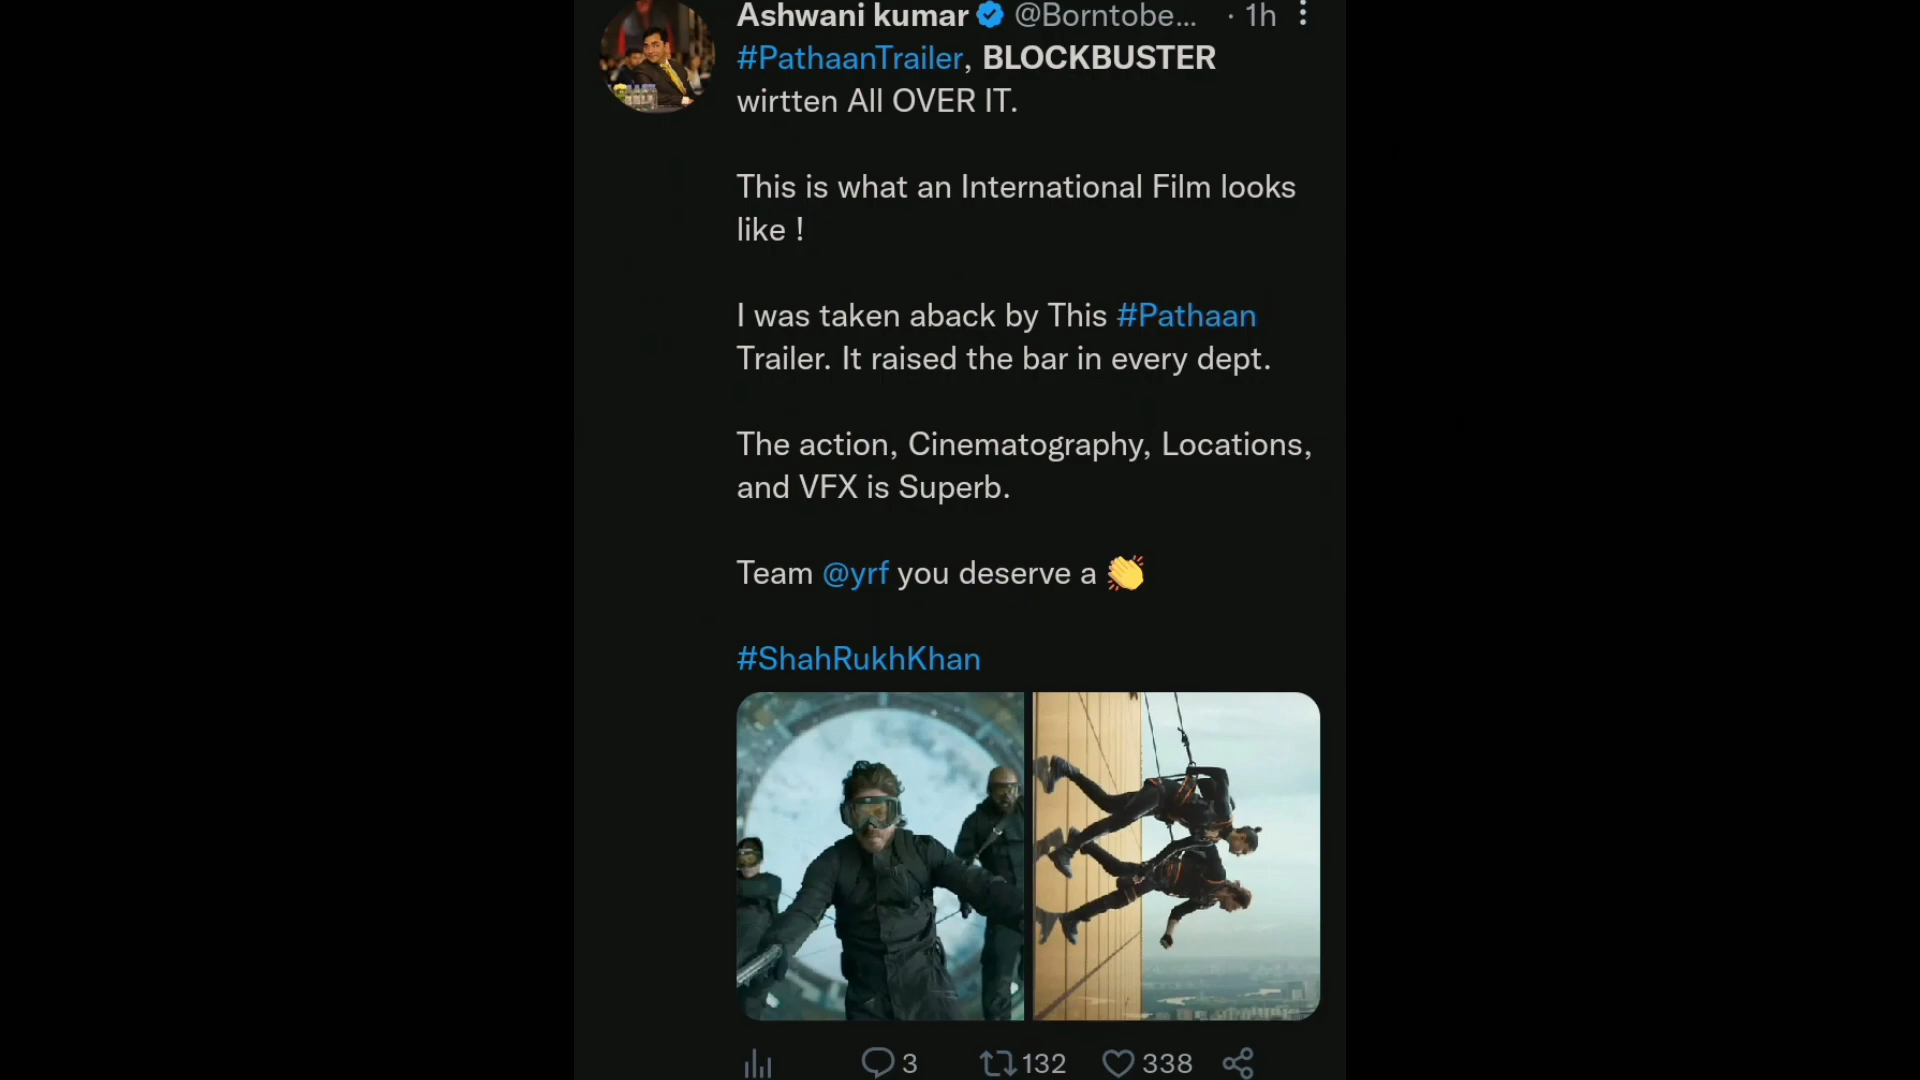 Ashwani kumar @Borntobe... · 1h
#PathaanTrailer, BLOCKBUSTER
wirtten All OVER IT.
This is what an International Film looks
like !
I was taken aback by This #Pathaan
Trailer. It raised the bar in every dept.
The action, Cinematography, Locations,
and VFX is Superb.
Team @yrf you deserve a 👏
#ShahRukhKhan
3 132 338